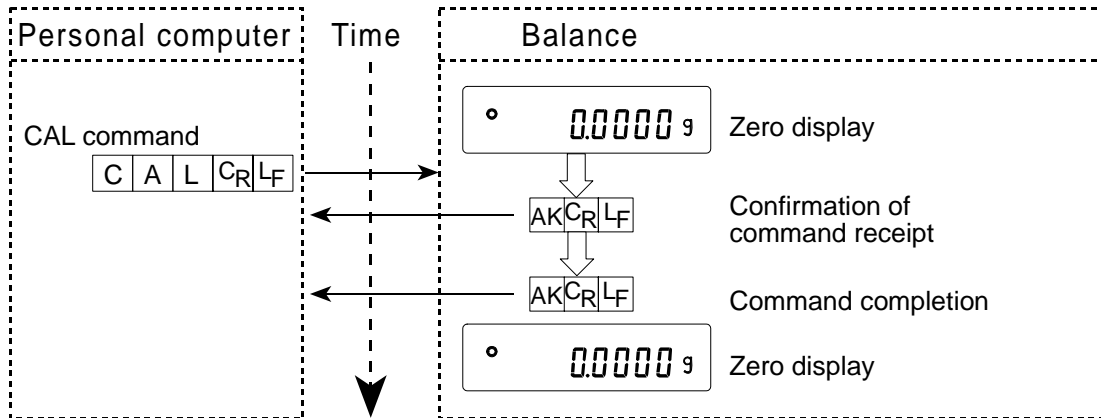 Personal computer
Time
Balance
0.0000 g
Zero display
CAL command
C A L CR LF
AK CR LF
Confirmation of
command receipt
AK CR LF
Command completion
0.0000 g
Zero display